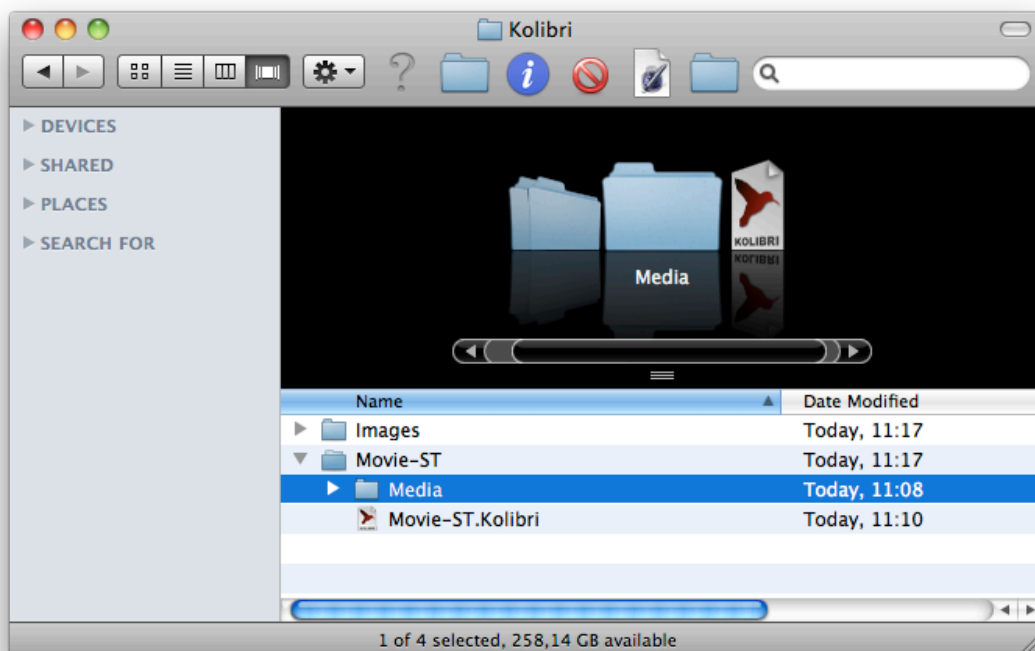 Kolibri
DEVICES
SHARED
PLACES
SEARCH FOR
KOLIBRI
Media
Name Date Modified
Images Today, 11:17
Movie-ST Today, 11:17
Media Today, 11:08
Movie-ST.Kolibri Today, 11:10
1 of 4 selected, 258,14 GB available